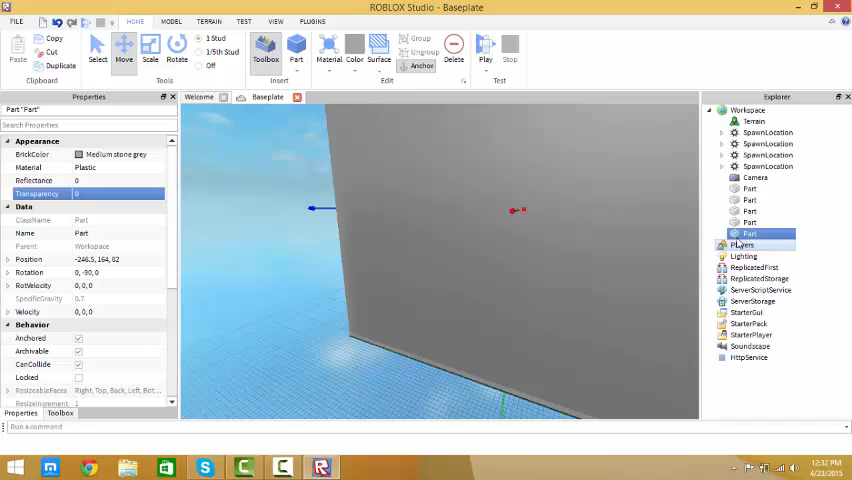 ROBLOX Studio - Baseplate
FILE
HOME
MODEL
TERRAIN
TEST
VIEW
PLUGINS
Paste
Copy
Cut
Duplicate
Clipboard
Select
Move
Scale
Rotate
1 Stud
1/5th Stud
Off
Tools
Toolbox
Part
Insert
Material
Color
Surface
Group
Ungroup
Anchor
Edit
Delete
Play
Stop
Test
Properties
Part "Part"
Search Properties
Appearance
BrickColor Medium stone grey
Material Plastic
Reflectance 0
Transparency 0
Data
ClassName Part
Name Part
Parent Workspace
Position -246.5, 164, 82
Rotation 0, -90, 0
RotVelocity 0, 0, 0
SpecificGravity 0.7
Velocity 0, 0, 0
Behavior
Anchored
Archivable
CanCollide
Locked
ResizeableFaces Right, Top, Back, Left, Bot...
ResizeIncrement 1
Properties Toolbox
Run a command
Welcome
Baseplate
Explorer
Workspace
Terrain
SpawnLocation
SpawnLocation
SpawnLocation
SpawnLocation
Camera
Part
Part
Part
Part
Part
Players
Lighting
ReplicatedFirst
ReplicatedStorage
ServerScriptService
ServerStorage
StarterGui
StarterPack
StarterPlayer
Soundscape
HttpService
12:32 PM
4/23/2015